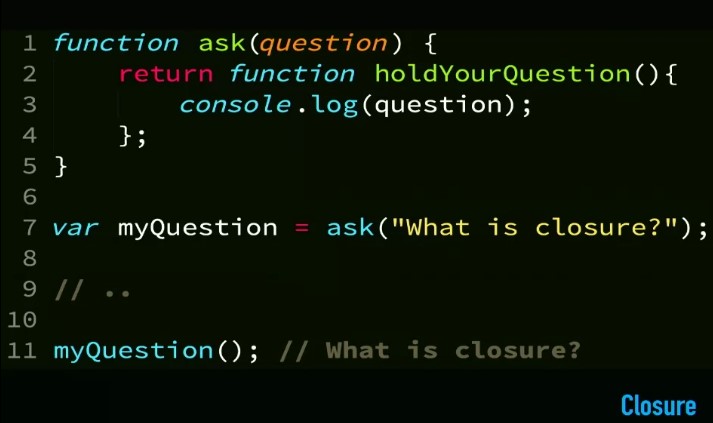 1 function ask(question) {
2     return function holdYourQuestion(){
3         console.log(question);
4     };
5 }
6
7 var myQuestion = ask("What is closure?");
8
9 // ..
10
11 myQuestion(); // What is closure?
Closure